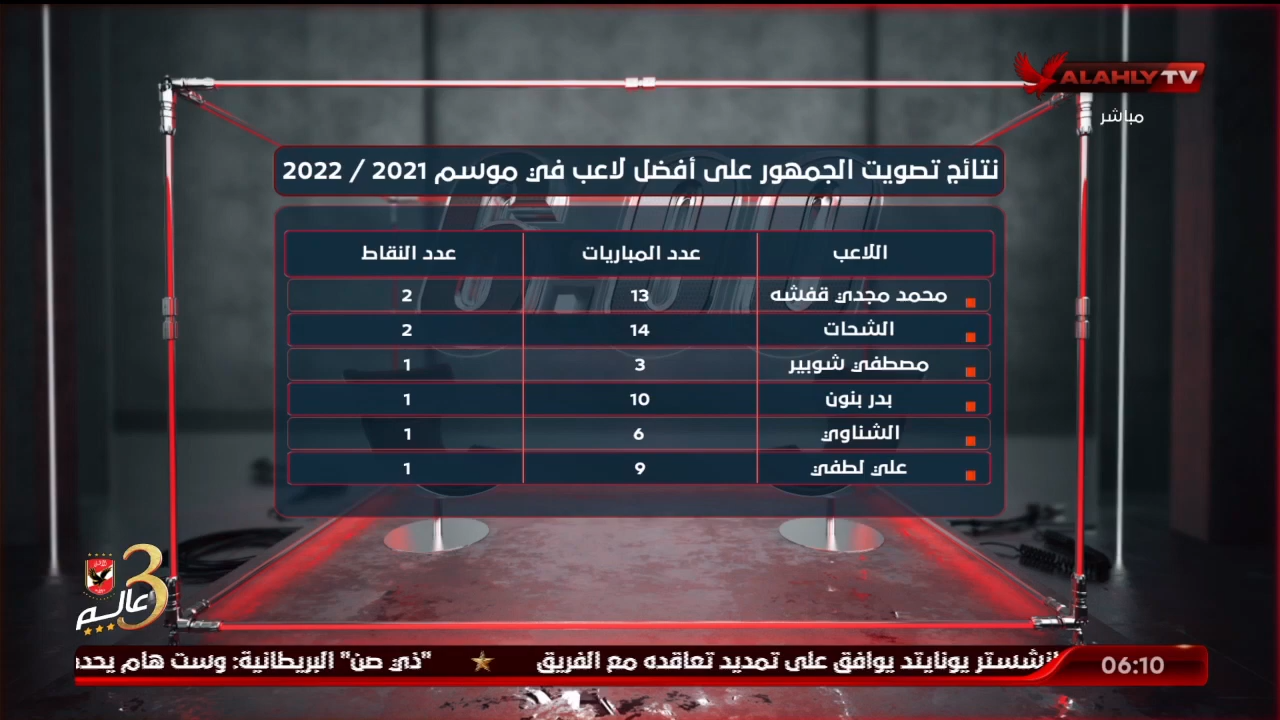 ALAHLY TV
مباشر
نتائج تصويت الجمهور على أفضل لاعب في موسم 2021 / 2022
اللاعب عدد المباريات عدد النقاط
محمد مجدي قفشه 13 2
الشحات 14 2
مصطفي شوبير 3 1
بدر بنون 10 1
الشناوي 6 1
علي لطفي 9 1
3 عالم
انشستر يونايتد يوافق على تمديد تعاقده مع الفريق "ذي صن" البريطانية: وست هام يحدد
06:10